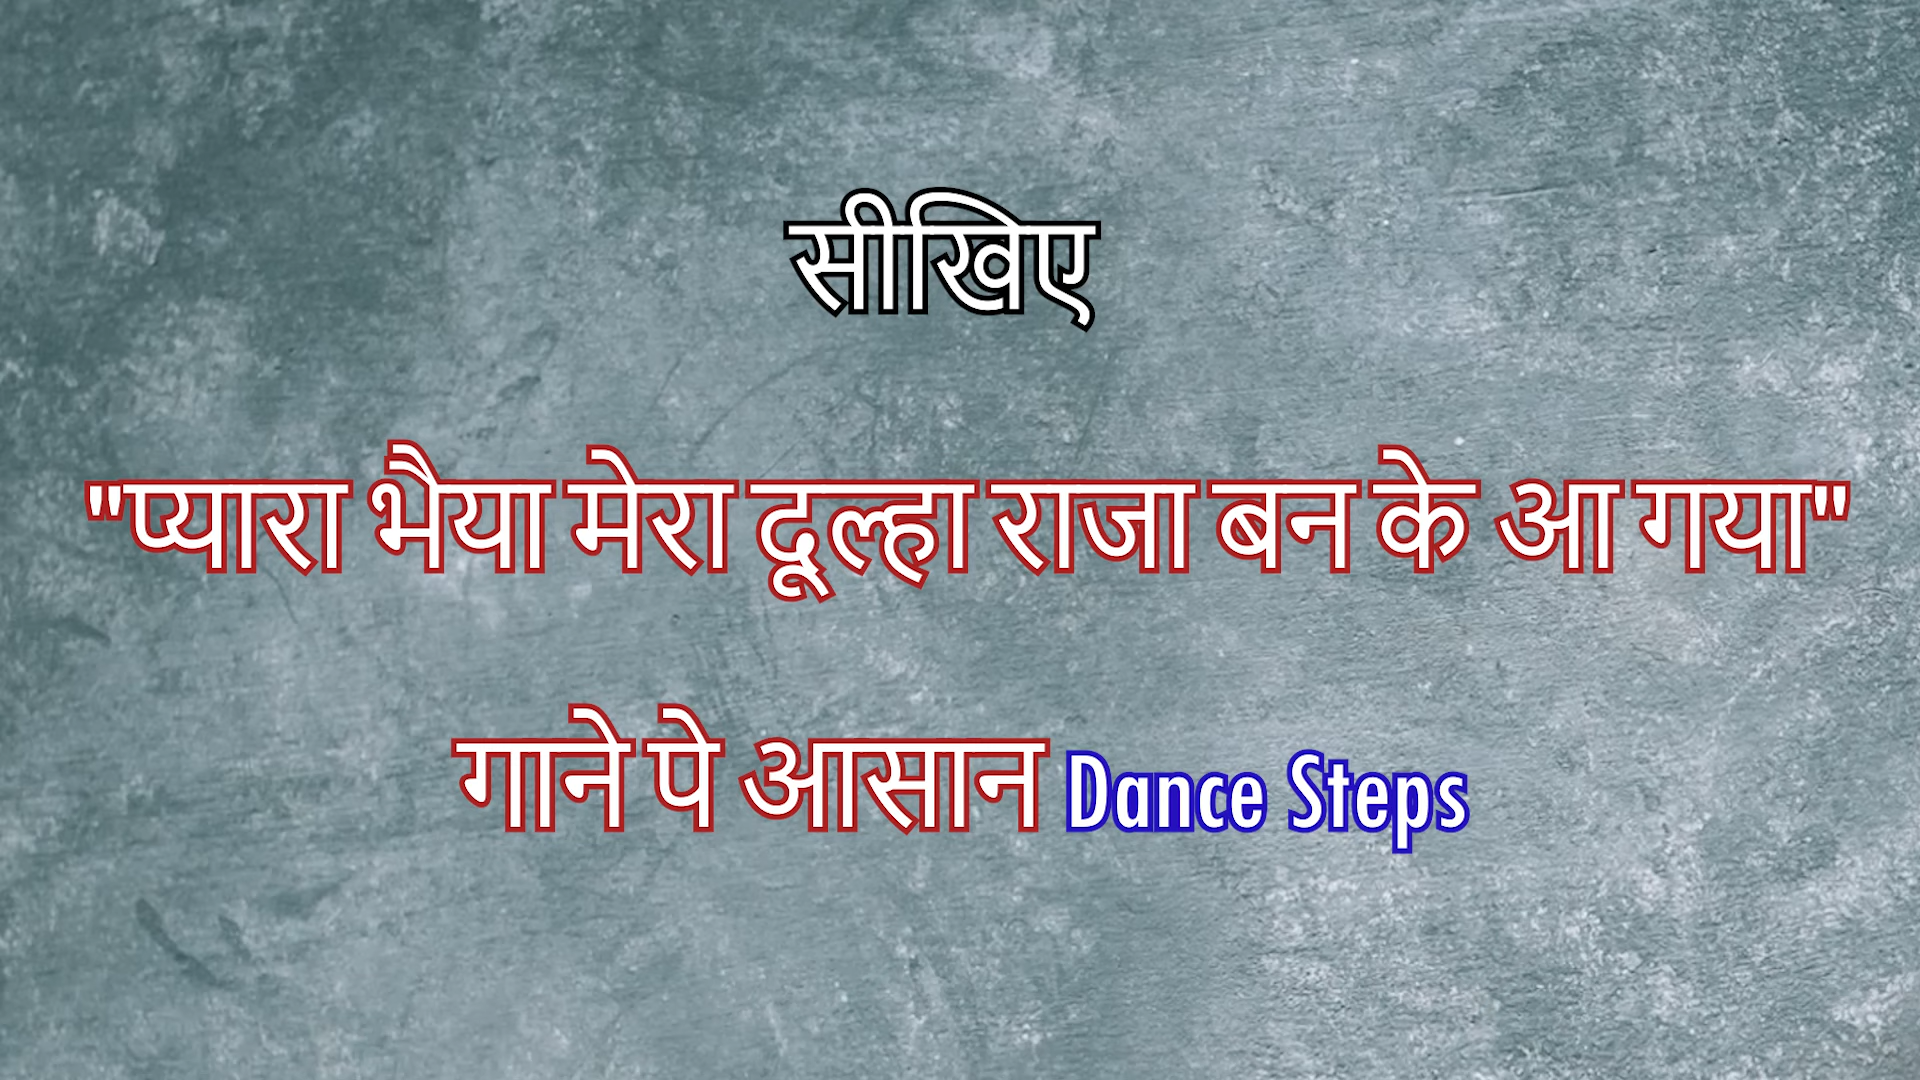 सीखिए
"प्यारा भैया मेरा दूल्हा राजा बन के आ गया"
गाने पे आसान Dance Steps